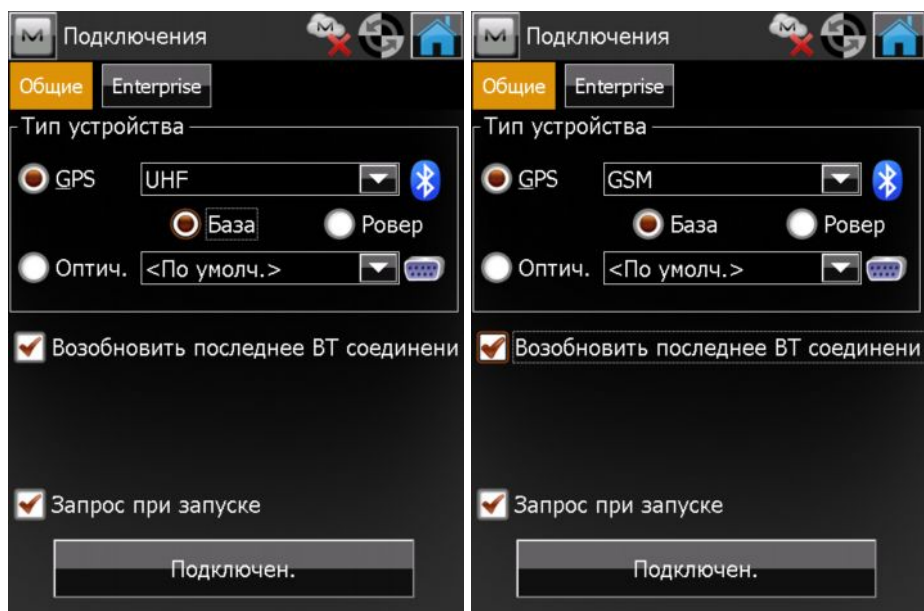 Подключения
Общие Enterprise
Тип устройства
GPS UHF
База Ровер
Оптич. <По умолч.>
Возобновить последнее BT соединени
Запрос при запуске
Подключен.
Подключения
Общие Enterprise
Тип устройства
GPS GSM
База Ровер
Оптич. <По умолч.>
Возобновить последнее BT соединени
Запрос при запуске
Подключен.